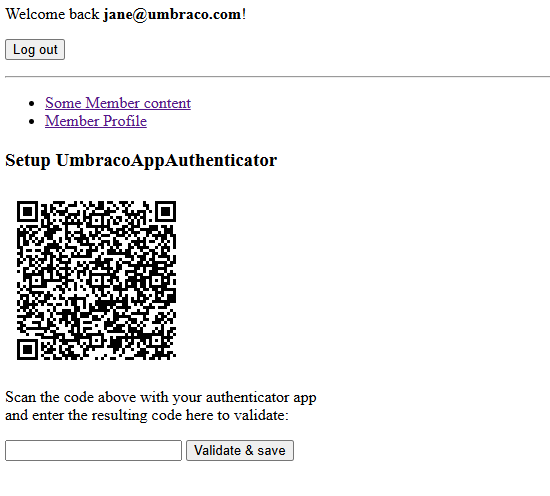 Welcome back jane@umbraco.com!
Log out
Some Member content
Member Profile
Setup UmbracoAppAuthenticator
Scan the code above with your authenticator app
and enter the resulting code here to validate:
Validate & save